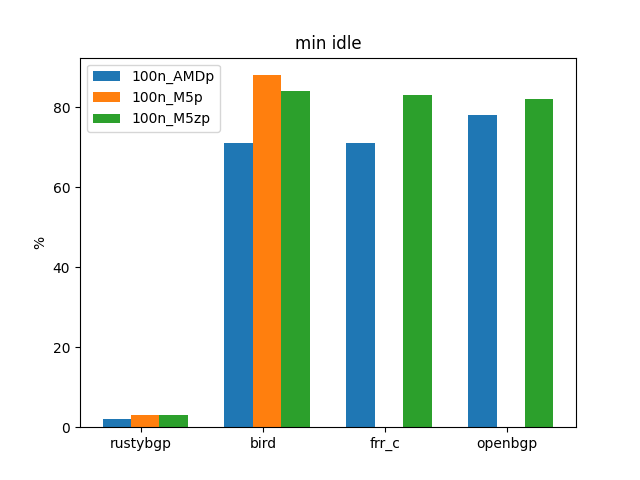 min idle
100n_AMDp
100n_M5p
100n_M5zp
%
80
60
40
20
0
rustybgp bird frr_c openbgp